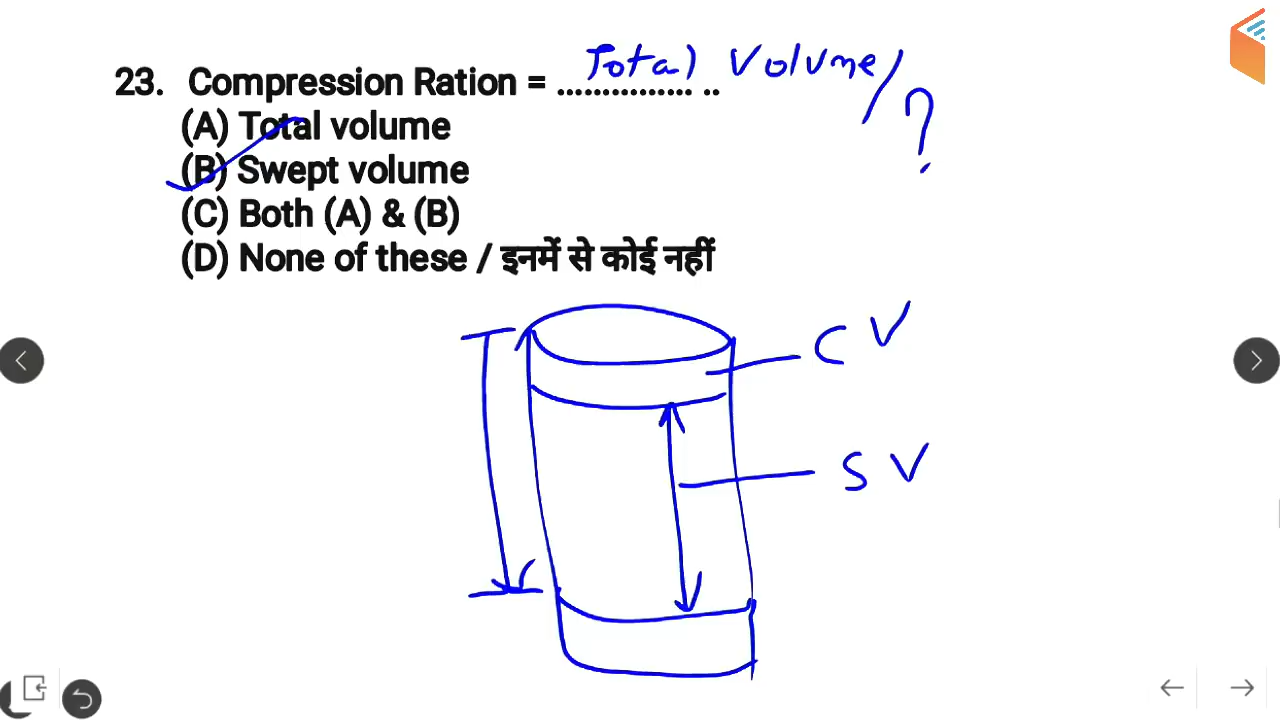 Total Volume/
23. Compression Ration = ............... ..
?
(A) Total volume
(B) Swept volume
(C) Both (A) & (B)
(D) None of these / इनमें से कोई नहीं
CV
SV